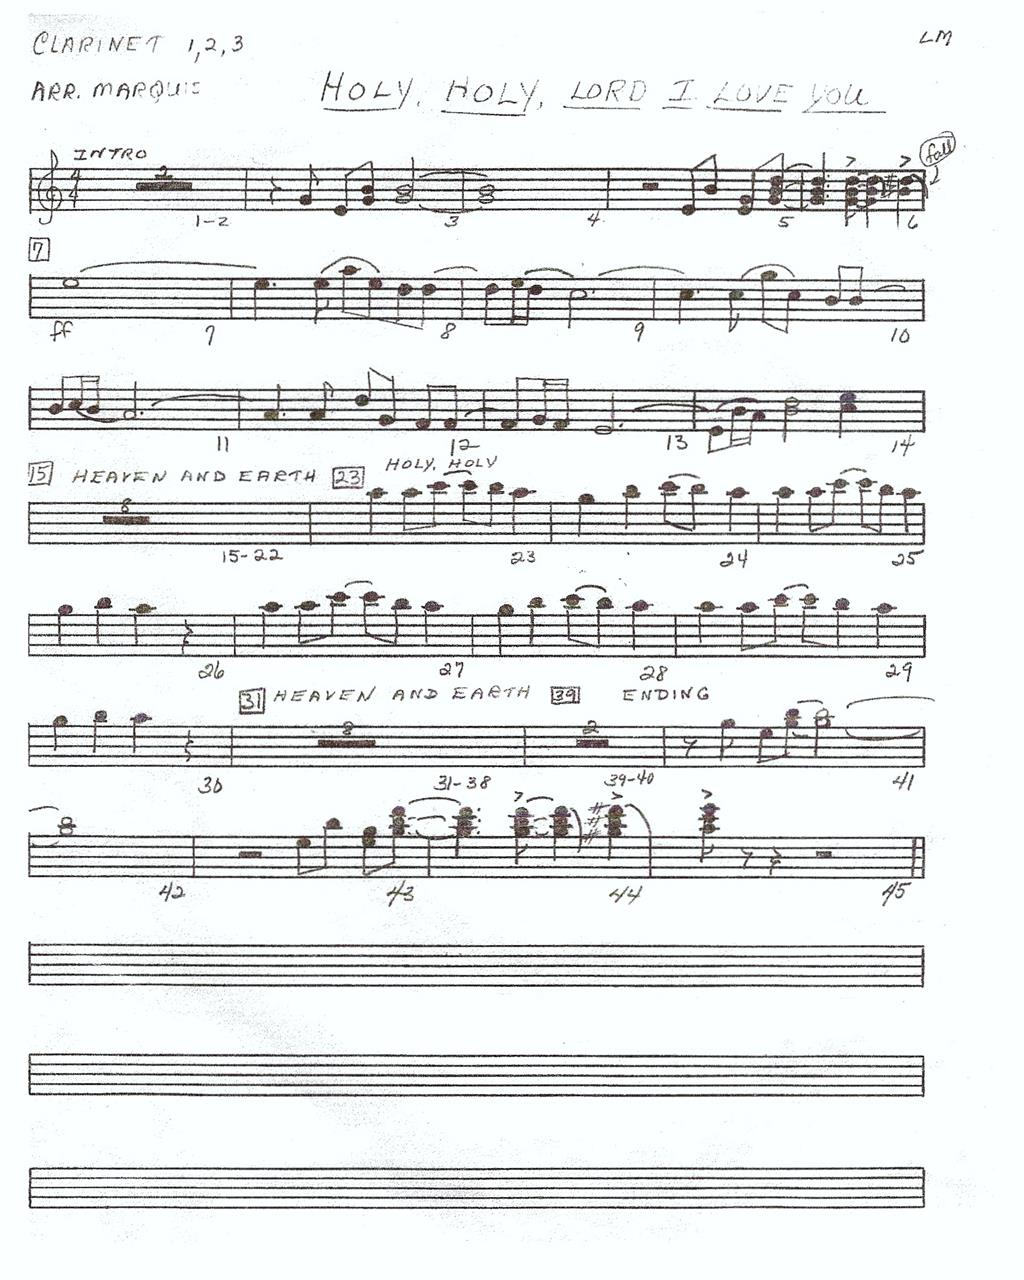 CLARINET 1,2,3
LM
ARR. MARQUIS
HOLY, HOLY, LORD I LOVE YOU
INTRO
fall
4 4 2
1-2 3 4 5 6
7
ff 7 8 9 10
11 12 13 14
15 HEAVEN AND EARTH 23 HOLY, HOLY
8
15-22 23 24 25
26 27 28 29
31 HEAVEN AND EARTH 39 ENDING
8 2
30 31-38 39-40 41
42 43 44 45